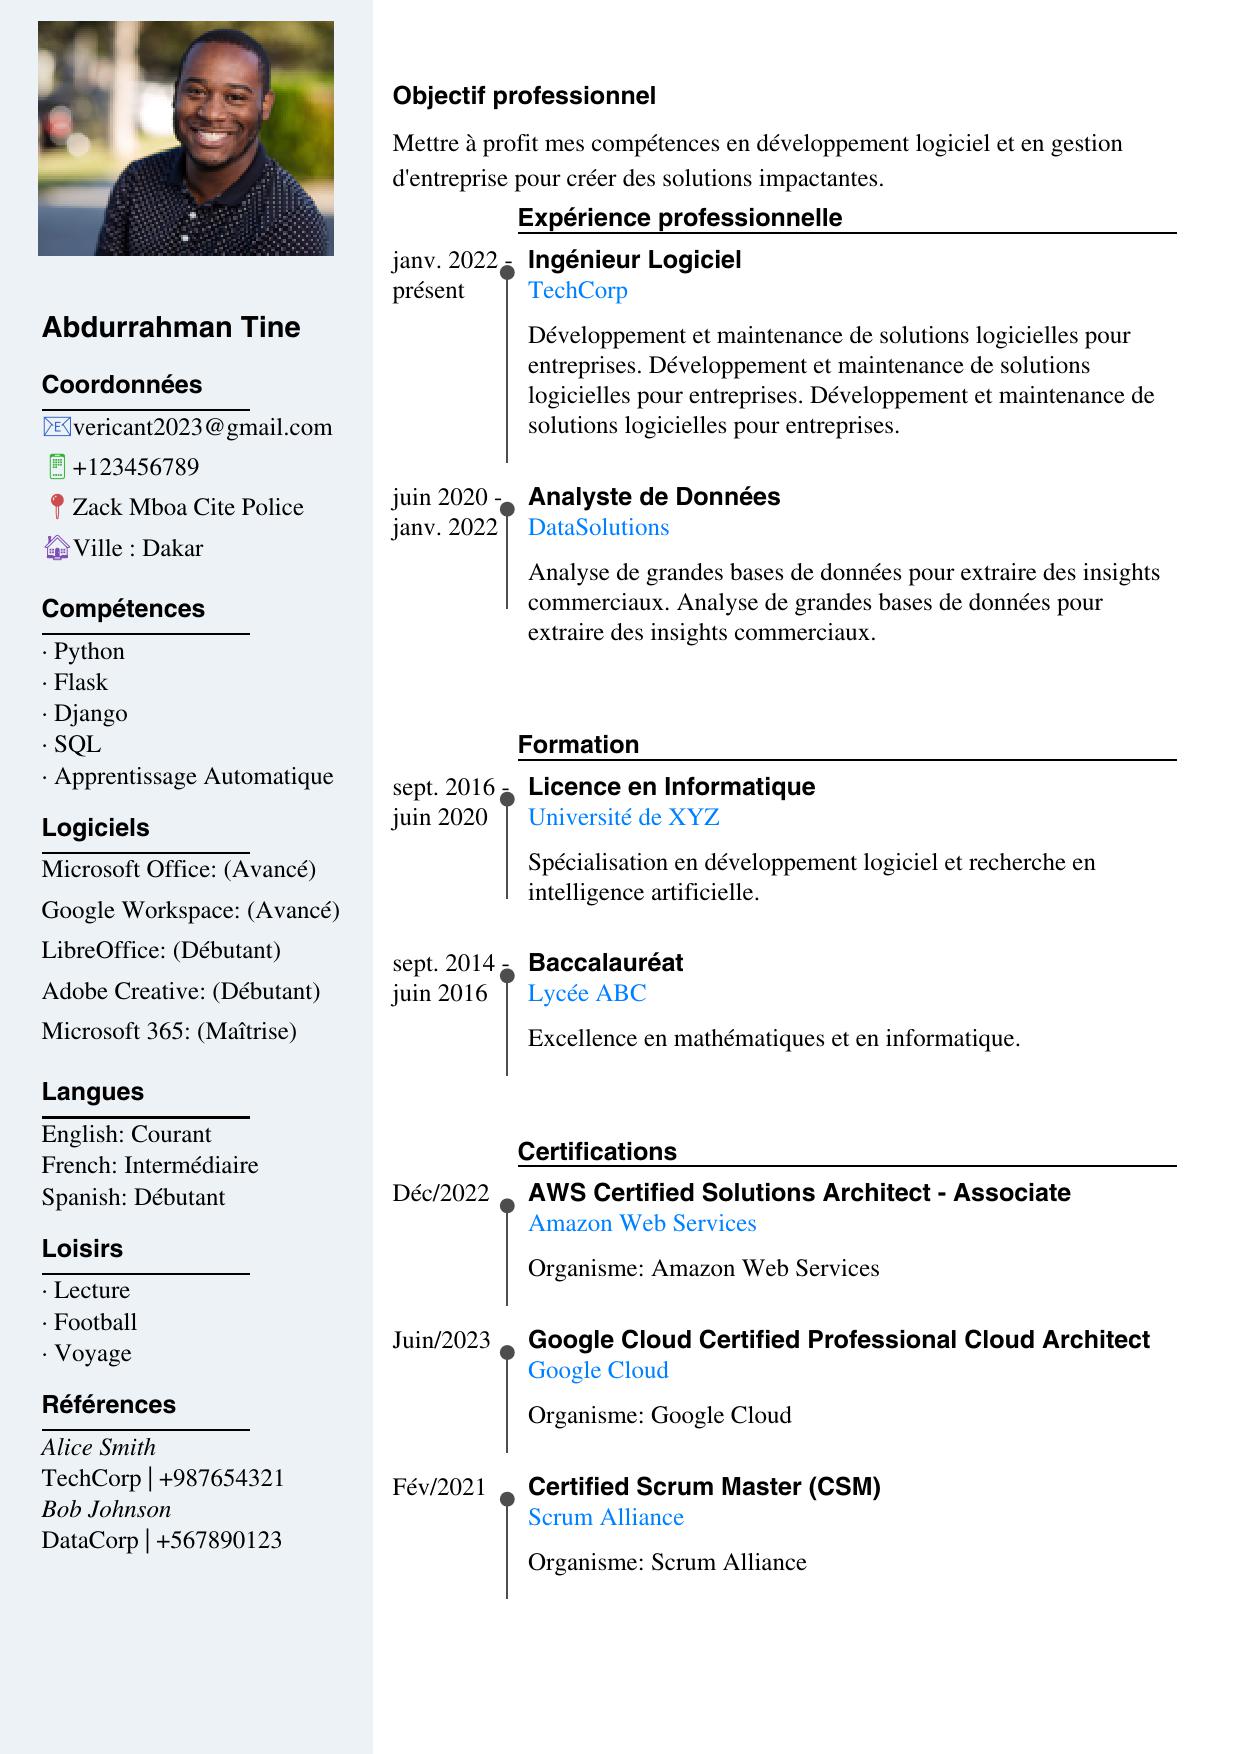 Abdurrahman Tine
Coordonnées
vericant2023@gmail.com
+123456789
Zack Mboa Cite Police
Ville : Dakar
Compétences
· Python
· Flask
· Django
· SQL
· Apprentissage Automatique
Logiciels
Microsoft Office: (Avancé)
Google Workspace: (Avancé)
LibreOffice: (Débutant)
Adobe Creative: (Débutant)
Microsoft 365: (Maîtrise)
Langues
English: Courant
French: Intermédiaire
Spanish: Débutant
Loisirs
· Lecture
· Football
· Voyage
Références
Alice Smith
TechCorp | +987654321
Bob Johnson
DataCorp | +567890123
Objectif professionnel
Mettre à profit mes compétences en développement logiciel et en gestion
d'entreprise pour créer des solutions impactantes.
Expérience professionnelle
janv. 2022 -
présent
Ingénieur Logiciel
TechCorp
Développement et maintenance de solutions logicielles pour
entreprises. Développement et maintenance de solutions
logicielles pour entreprises. Développement et maintenance de
solutions logicielles pour entreprises.
juin 2020 -
janv. 2022
Analyste de Données
DataSolutions
Analyse de grandes bases de données pour extraire des insights
commerciaux. Analyse de grandes bases de données pour
extraire des insights commerciaux.
Formation
sept. 2016 -
juin 2020
Licence en Informatique
Université de XYZ
Spécialisation en développement logiciel et recherche en
intelligence artificielle.
sept. 2014 -
juin 2016
Baccalauréat
Lycée ABC
Excellence en mathématiques et en informatique.
Certifications
Déc/2022
AWS Certified Solutions Architect - Associate
Amazon Web Services
Organisme: Amazon Web Services
Juin/2023
Google Cloud Certified Professional Cloud Architect
Google Cloud
Organisme: Google Cloud
Fév/2021
Certified Scrum Master (CSM)
Scrum Alliance
Organisme: Scrum Alliance